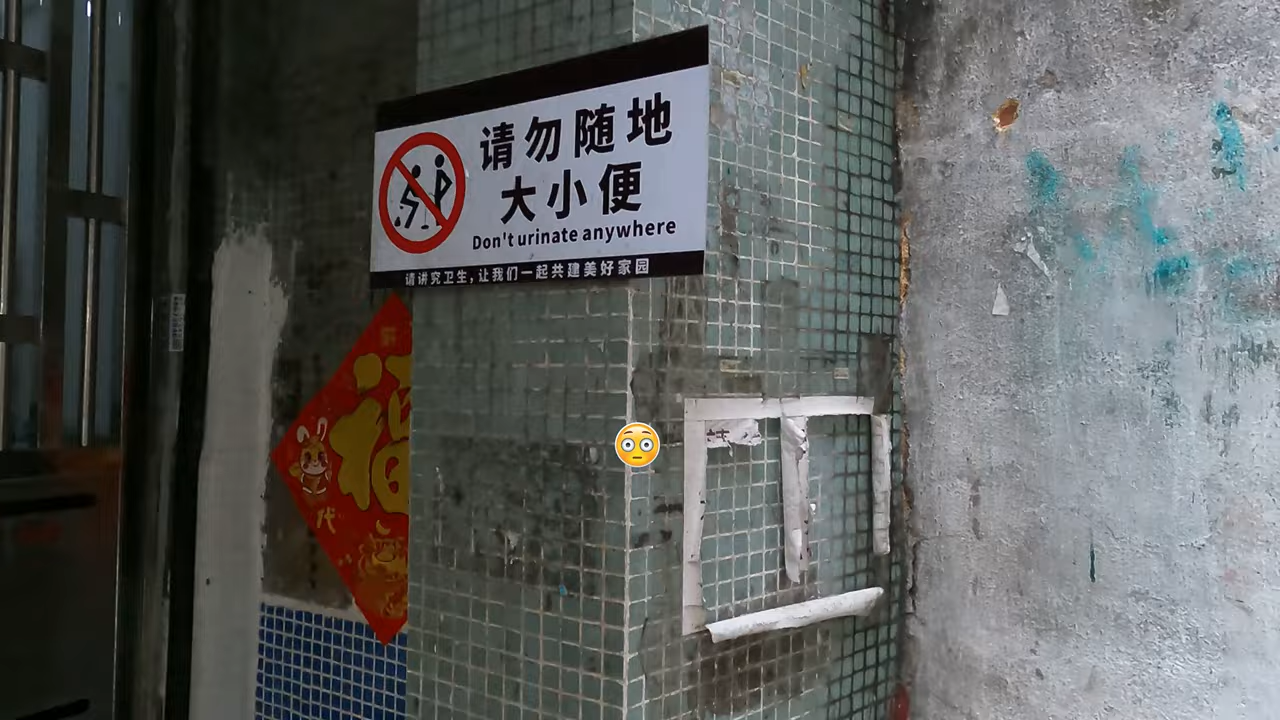 请勿随地
大小便
Don't urinate anywhere
请讲究卫生,让我们一起共建美好家园
福
代